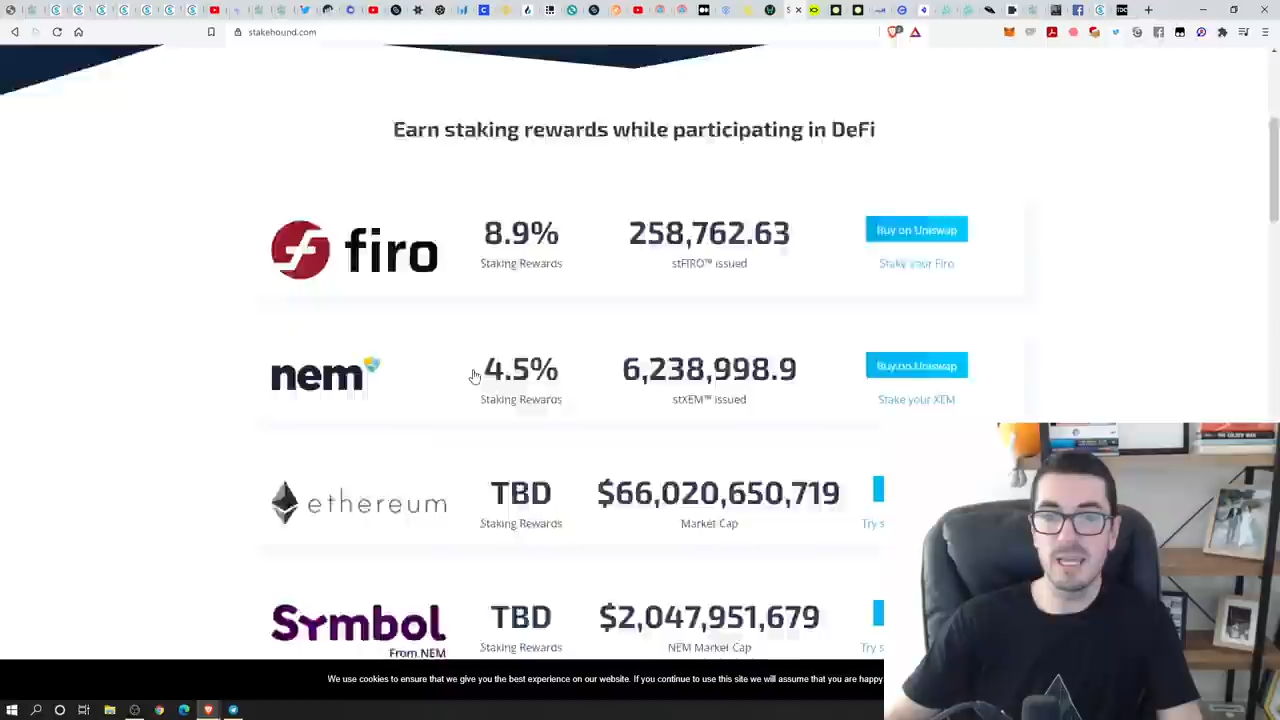 stakehound.com
Earn staking rewards while participating in DeFi
firo
8.9%
Staking Rewards
258,762.63
stFIRO™ issued
Buy on Uniswap
Stake your Firo
nem
4.5%
Staking Rewards
6,238,998.9
stXEM™ issued
Buy on Uniswap
Stake your XEM
ethereum
TBD
Staking Rewards
$66,020,650,719
Market Cap
Try s
Symbol
From NEM
TBD
Staking Rewards
$2,047,951,679
NEM Market Cap
Try s
We use cookies to ensure that we give you the best experience on our website. If you continue to use this site we will assume that you are happy